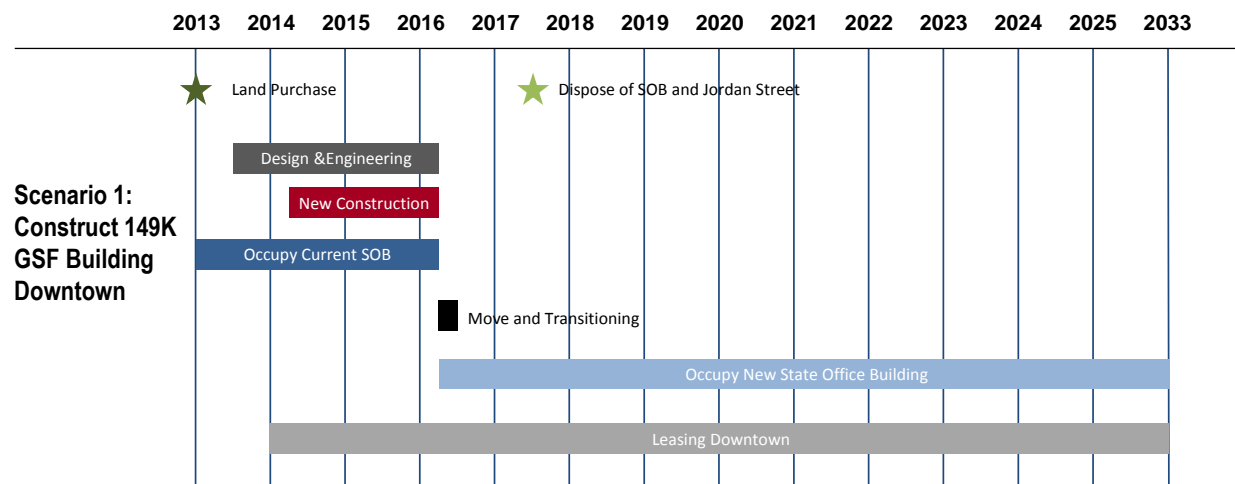 2013 2014 2015 2016 2017 2018 2019 2020 2021 2022 2023 2024 2025 2033
Land Purchase
Dispose of SOB and Jordan Street
Design &Engineering
Scenario 1:
Construct 149K
GSF Building
Downtown
New Construction
Occupy Current SOB
Move and Transitioning
Occupy New State Office Building
Leasing Downtown